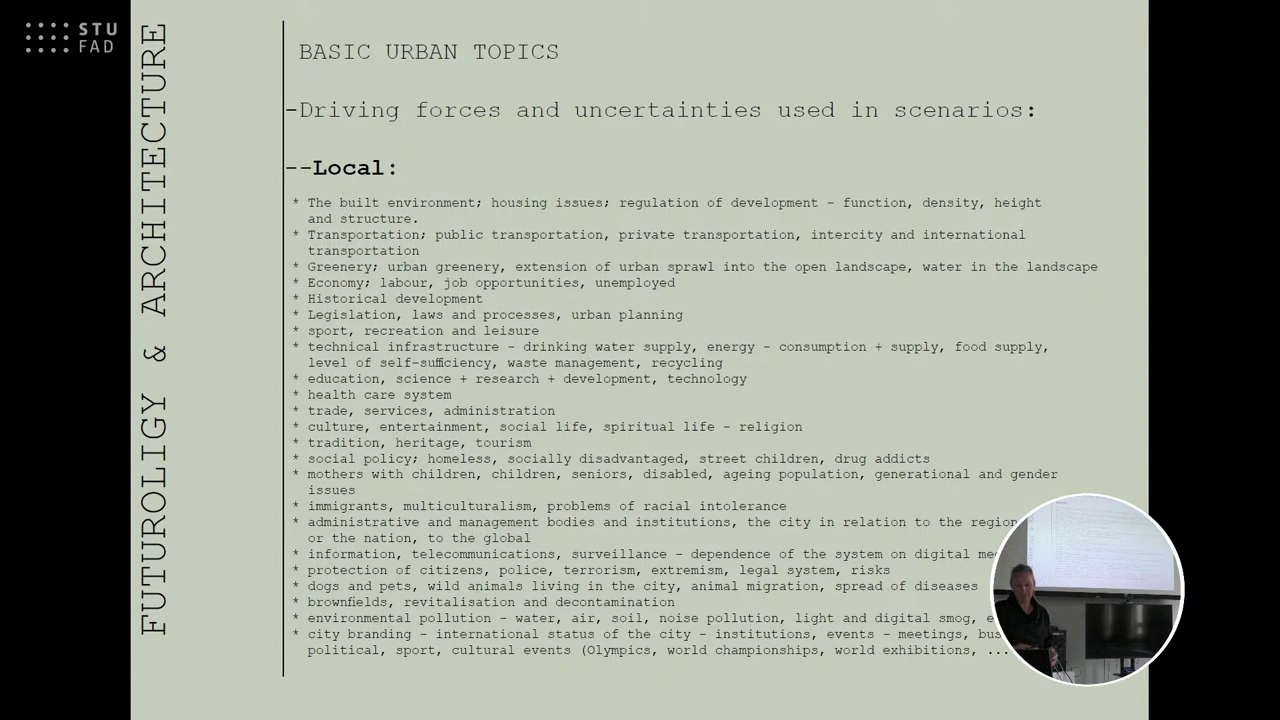 STU
FAD
FUTUROLIGY & ARCHITECTURE
BASIC URBAN TOPICS
-Driving forces and uncertainties used in scenarios:
--Local:
* The built environment; housing issues; regulation of development - function, density, height
and structure.
* Transportation; public transportation, private transportation, intercity and international
transportation
* Greenery; urban greenery, extension of urban sprawl into the open landscape, water in the landscape
* Economy; labour, job opportunities, unemployed
* Historical development
* Legislation, laws and processes, urban planning
* sport, recreation and leisure
* technical infrastructure - drinking water supply, energy - consumption + supply, food supply,
level of self-sufficiency, waste management, recycling
* education, science + research + development, technology
* health care system
* trade, services, administration
* culture, entertainment, social life, spiritual life - religion
* tradition, heritage, tourism
* social policy; homeless, socially disadvantaged, street children, drug addicts
* mothers with children, children, seniors, disabled, ageing population, generational and gender
issues
* immigrants, multiculturalism, problems of racial intolerance
* administrative and management bodies and institutions, the city in relation to the region
or the nation, to the global
* information, telecommunications, surveillance - dependence of the system on digital
* protection of citizens, police, terrorism, extremism, legal system, risks
* dogs and pets, wild animals living in the city, animal migration, spread of diseases
* brownfields, revitalisation and decontamination
* environmental pollution - water, air, soil, noise pollution, light and digital smog,
* city branding - international status of the city - institutions, events - meetings,
political, sport, cultural events (Olympics, world championships, world exhibitions, ...